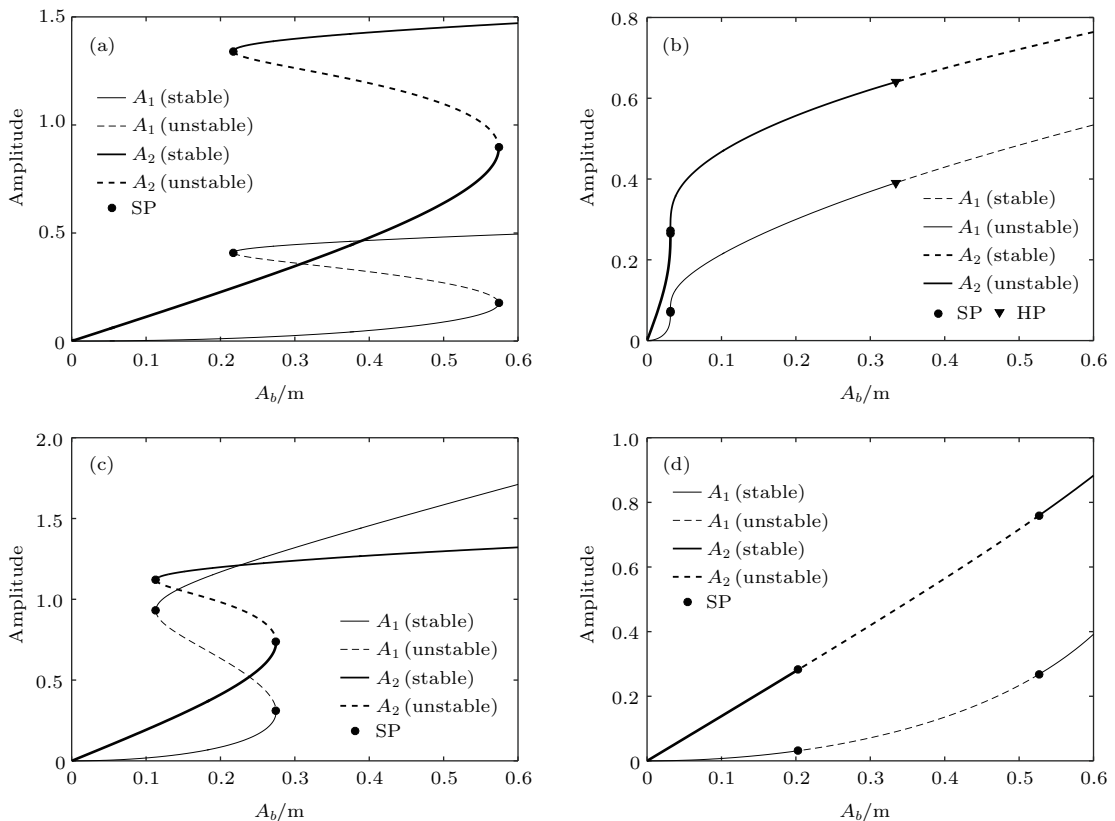 (a)
Amplitude
1.5
1.0
0.5
0
A1 (stable)
A1 (unstable)
A2 (stable)
A2 (unstable)
SP
0 0.1 0.2 0.3 0.4 0.5 0.6
Ab/m
(b)
Amplitude
0.8
0.6
0.4
0.2
0
A1 (stable)
A1 (unstable)
A2 (stable)
A2 (unstable)
SP HP
0 0.1 0.2 0.3 0.4 0.5 0.6
Ab/m
(c)
Amplitude
2.0
1.5
1.0
0.5
0
A1 (stable)
A1 (unstable)
A2 (stable)
A2 (unstable)
SP
0 0.1 0.2 0.3 0.4 0.5 0.6
Ab/m
(d)
Amplitude
1.0
0.8
0.6
0.4
0.2
0
A1 (stable)
A1 (unstable)
A2 (stable)
A2 (unstable)
SP
0 0.1 0.2 0.3 0.4 0.5 0.6
Ab/m